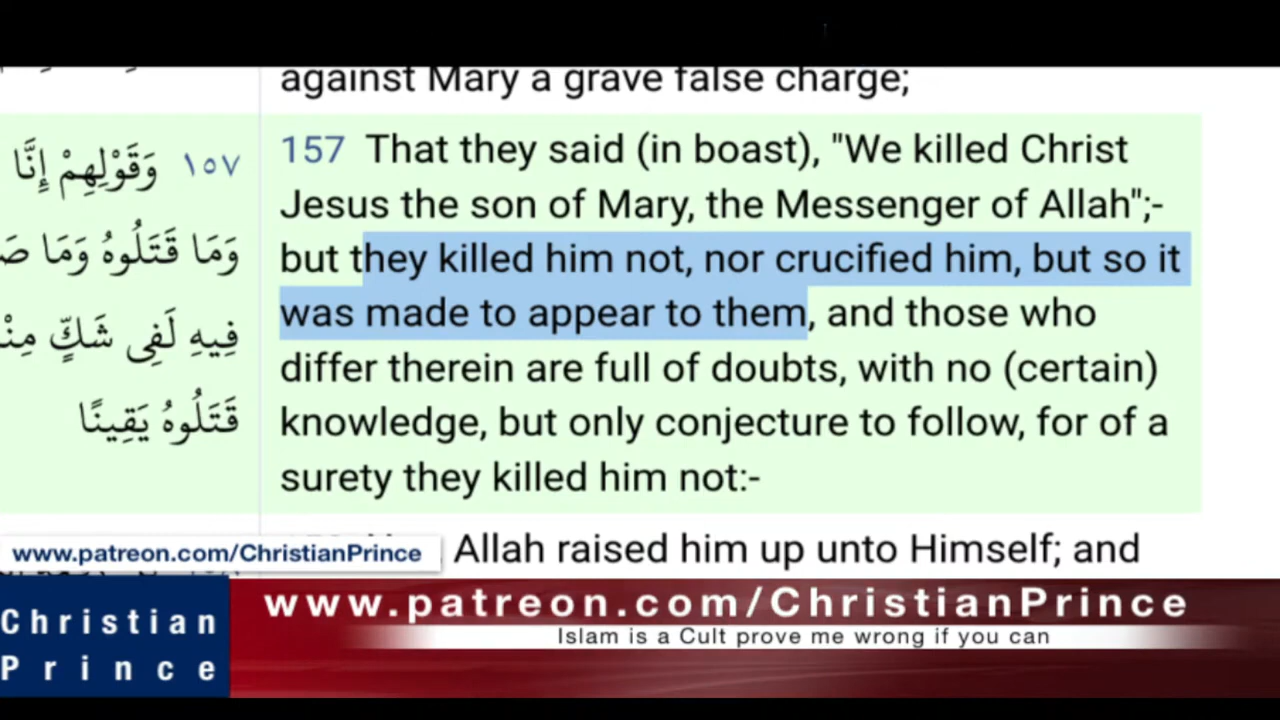 against Mary a grave false charge;
١٥٧ وَقَوْلِهِمْ إِنَّا
وَمَا قَتَلُوهُ وَمَا
فِيهِ لَفِى شَكٍّ
قَتَلُوهُ يَقِينًا
157 That they said (in boast), "We killed Christ
Jesus the son of Mary, the Messenger of Allah";-
but they killed him not, nor crucified him, but so it
was made to appear to them, and those who
differ therein are full of doubts, with no (certain)
knowledge, but only conjecture to follow, for of a
surety they killed him not:-
Allah raised him up unto Himself; and
www.patreon.com/ChristianPrince
www.patreon.com/ChristianPrince
Islam is a Cult prove me wrong if you can
Christian
Prince